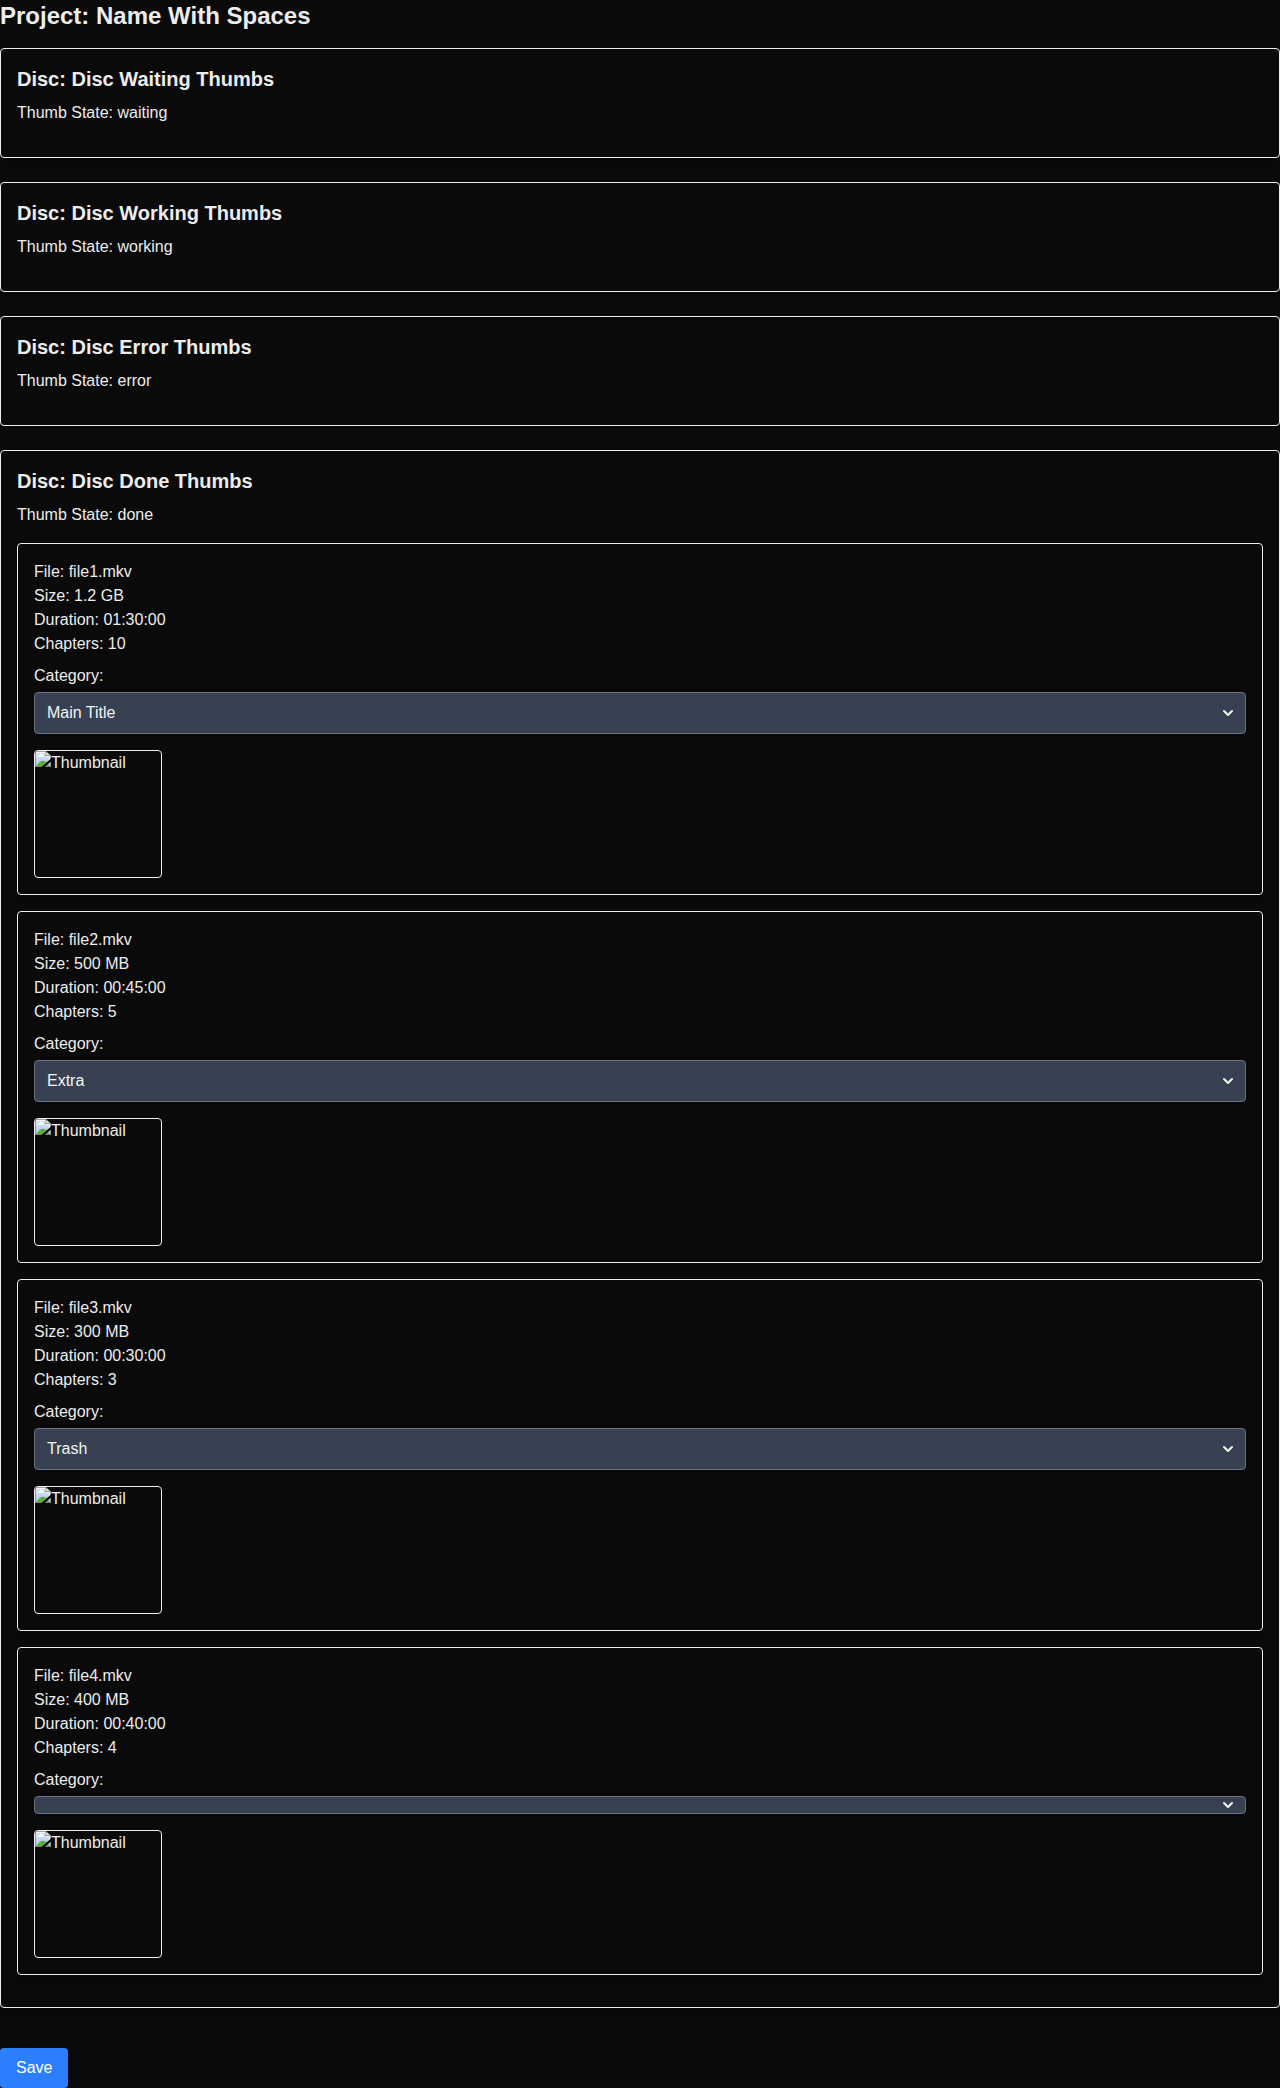 Project: Name With Spaces
Disc: Disc Waiting Thumbs
Thumb State: waiting
Disc: Disc Working Thumbs
Thumb State: working
Disc: Disc Error Thumbs
Thumb State: error
Disc: Disc Done Thumbs
Thumb State: done
File: file1.mkv
Size: 1.2 GB
Duration: 01:30:00
Chapters: 10
Category:
Main Title
Thumbnail
File: file2.mkv
Size: 500 MB
Duration: 00:45:00
Chapters: 5
Category:
Extra
Thumbnail
File: file3.mkv
Size: 300 MB
Duration: 00:30:00
Chapters: 3
Category:
Trash
Thumbnail
File: file4.mkv
Size: 400 MB
Duration: 00:40:00
Chapters: 4
Category:
Thumbnail
Save